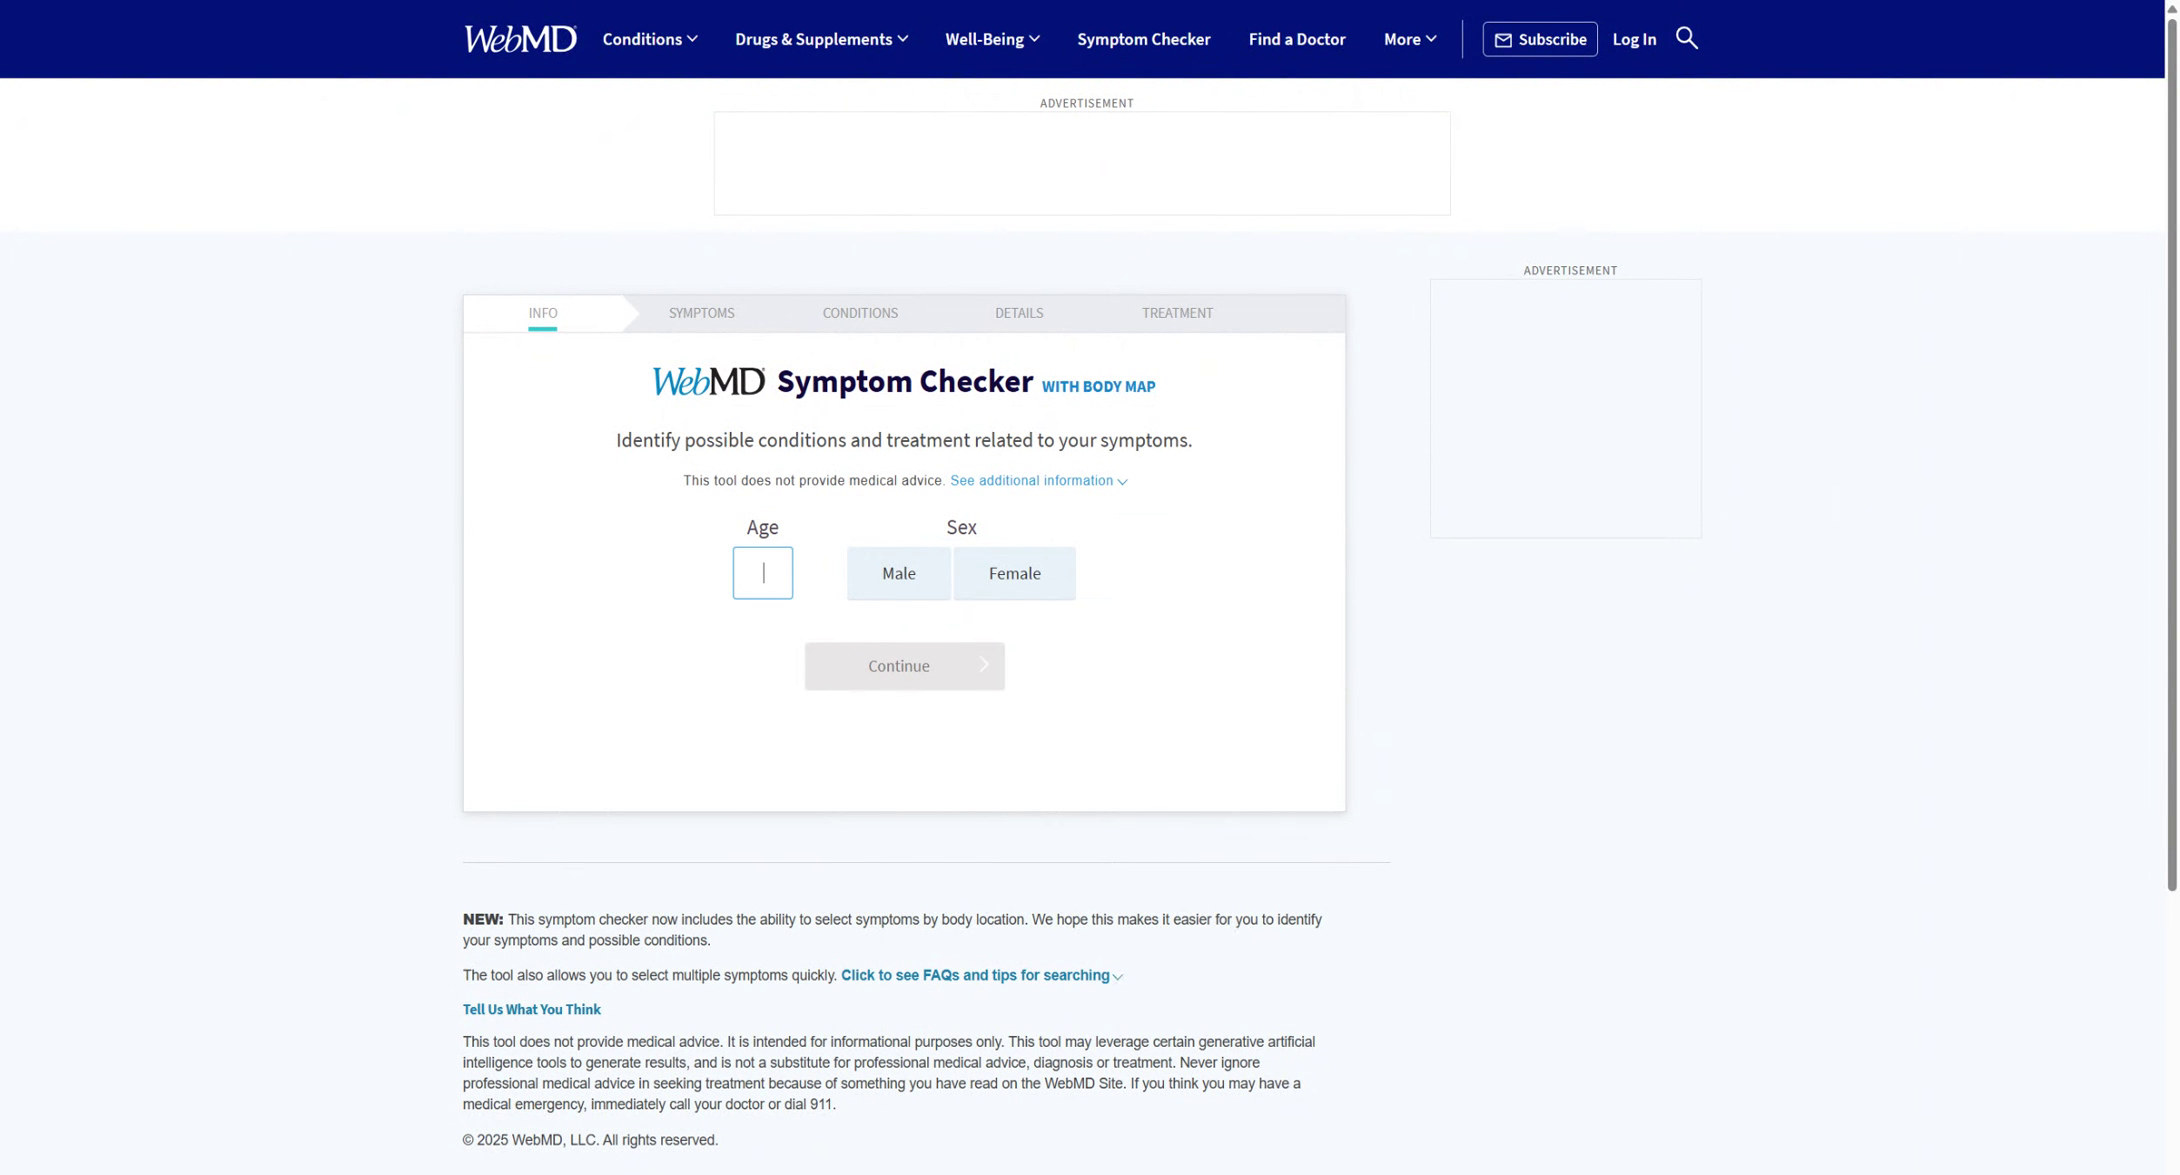 WebMD Conditions Drugs & Supplements Well-Being Symptom Checker Find a Doctor More Subscribe Log In
ADVERTISEMENT
ADVERTISEMENT
INFO SYMPTOMS CONDITIONS DETAILS TREATMENT
WebMD Symptom Checker WITH BODY MAP
Identify possible conditions and treatment related to your symptoms.
This tool does not provide medical advice. See additional information
Age Sex
Male Female
Continue
NEW: This symptom checker now includes the ability to select symptoms by body location. We hope this makes it easier for you to identify
your symptoms and possible conditions.
The tool also allows you to select multiple symptoms quickly. Click to see FAQs and tips for searching
Tell Us What You Think
This tool does not provide medical advice. It is intended for informational purposes only. This tool may leverage certain generative artificial
intelligence tools to generate results, and is not a substitute for professional medical advice, diagnosis or treatment. Never ignore
professional medical advice in seeking treatment because of something you have read on the WebMD Site. If you think you may have a
medical emergency, immediately call your doctor or dial 911.
© 2025 WebMD, LLC. All rights reserved.